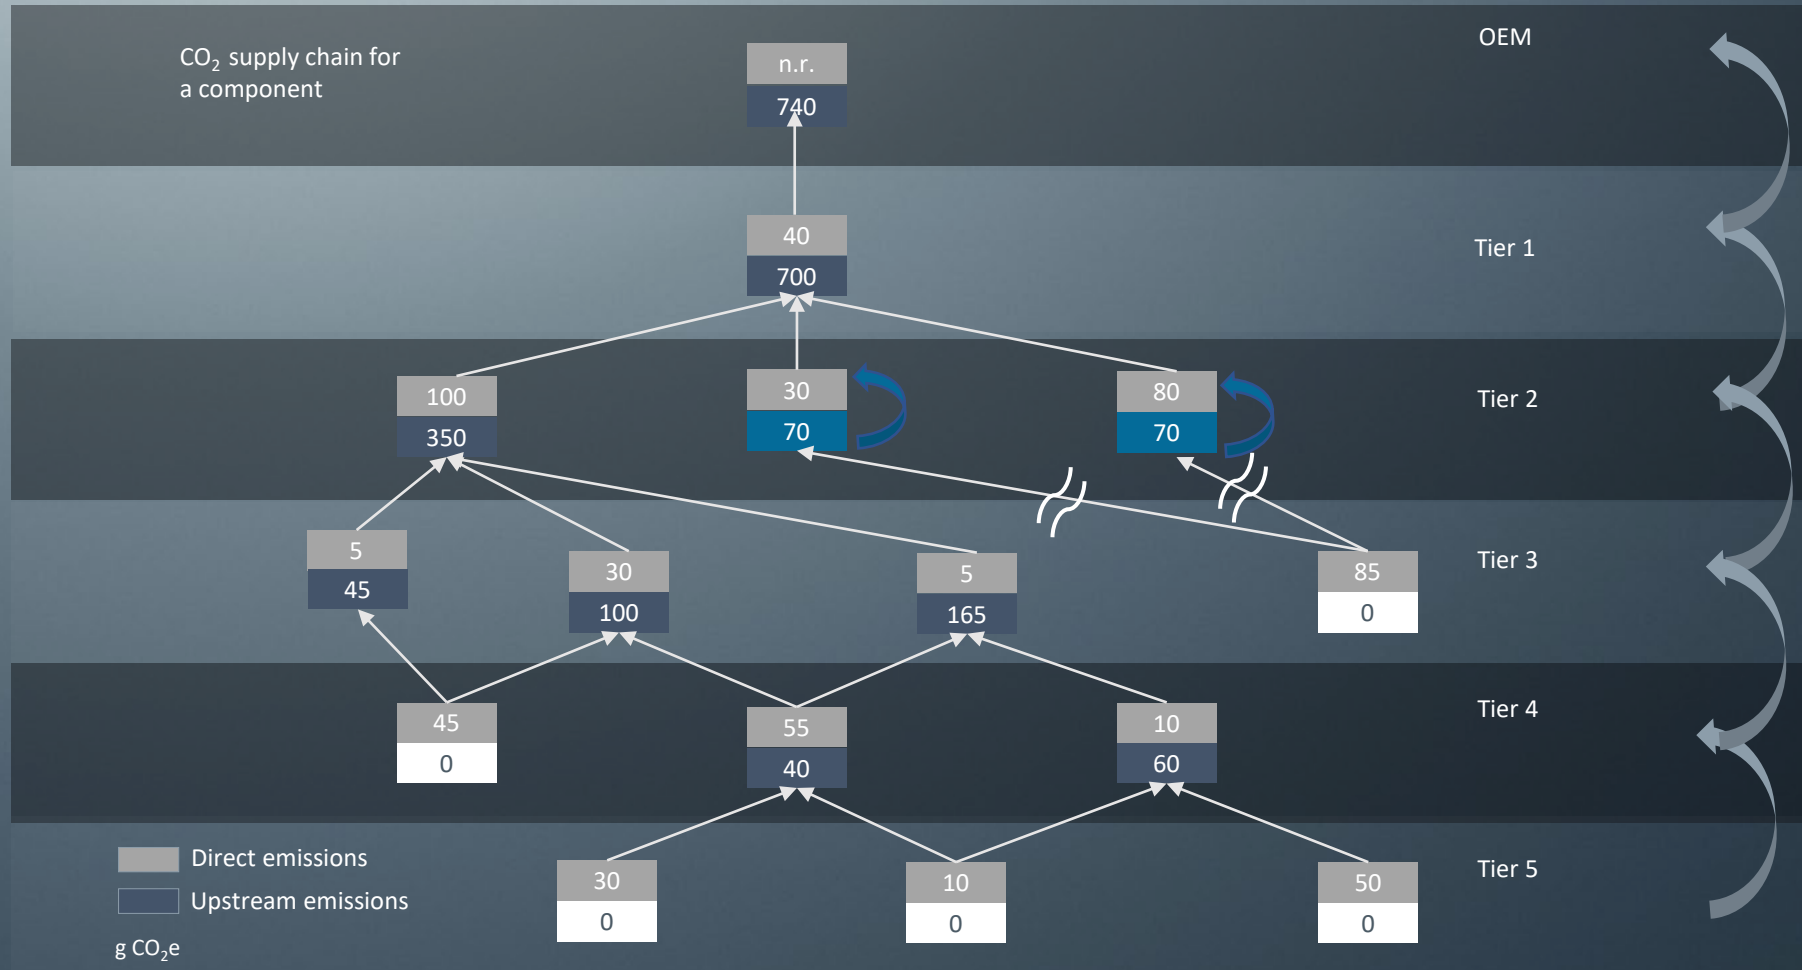 CO₂ supply chain for
a component
OEM
n.r.
740
Tier 1
40
700
Tier 2
100
350
30
70
80
70
Tier 3
5
45
30
100
5
165
85
0
Tier 4
45
0
55
40
10
60
Tier 5
30
0
10
0
50
0
Direct emissions
Upstream emissions
g CO₂e